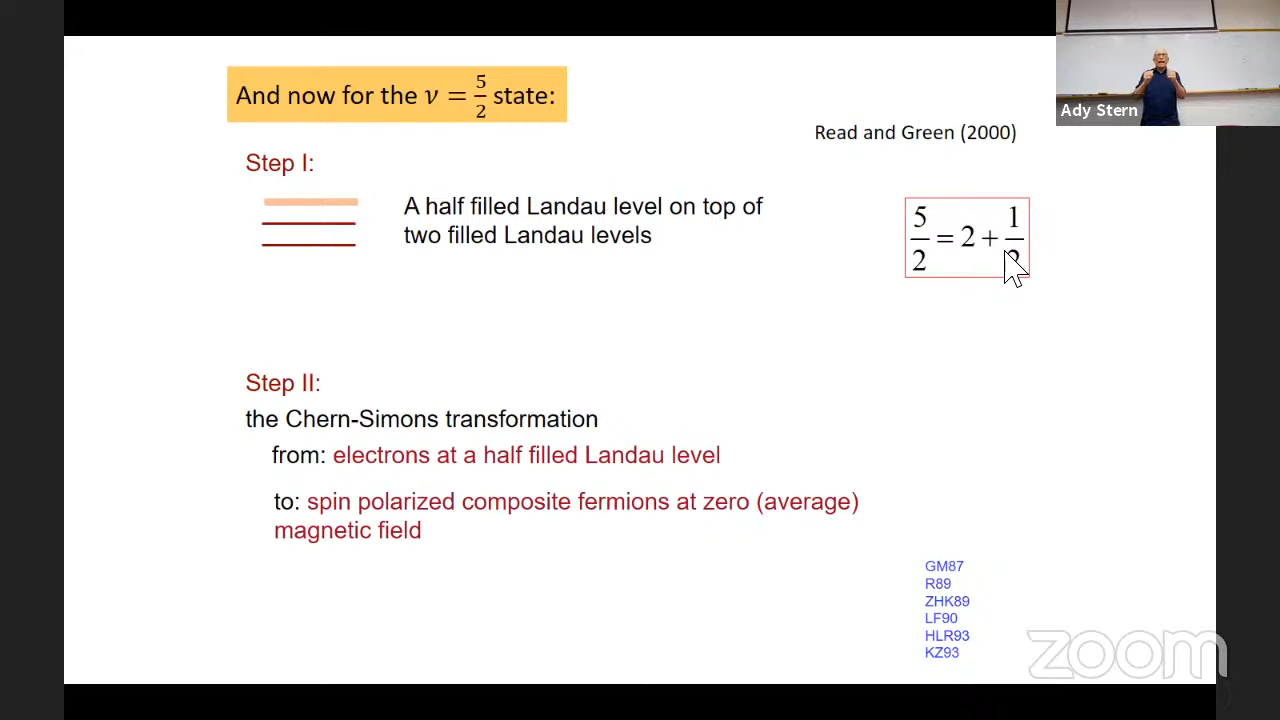 And now for the ν = 5/2 state:
Ady Stern
Read and Green (2000)
Step I:
A half filled Landau level on top of
two filled Landau levels
5/2 = 2 + 1/2
Step II:
the Chern-Simons transformation
from: electrons at a half filled Landau level
to: spin polarized composite fermions at zero (average)
magnetic field
GM87
R89
ZHK89
LF90
HLR93
KZ93
zoom